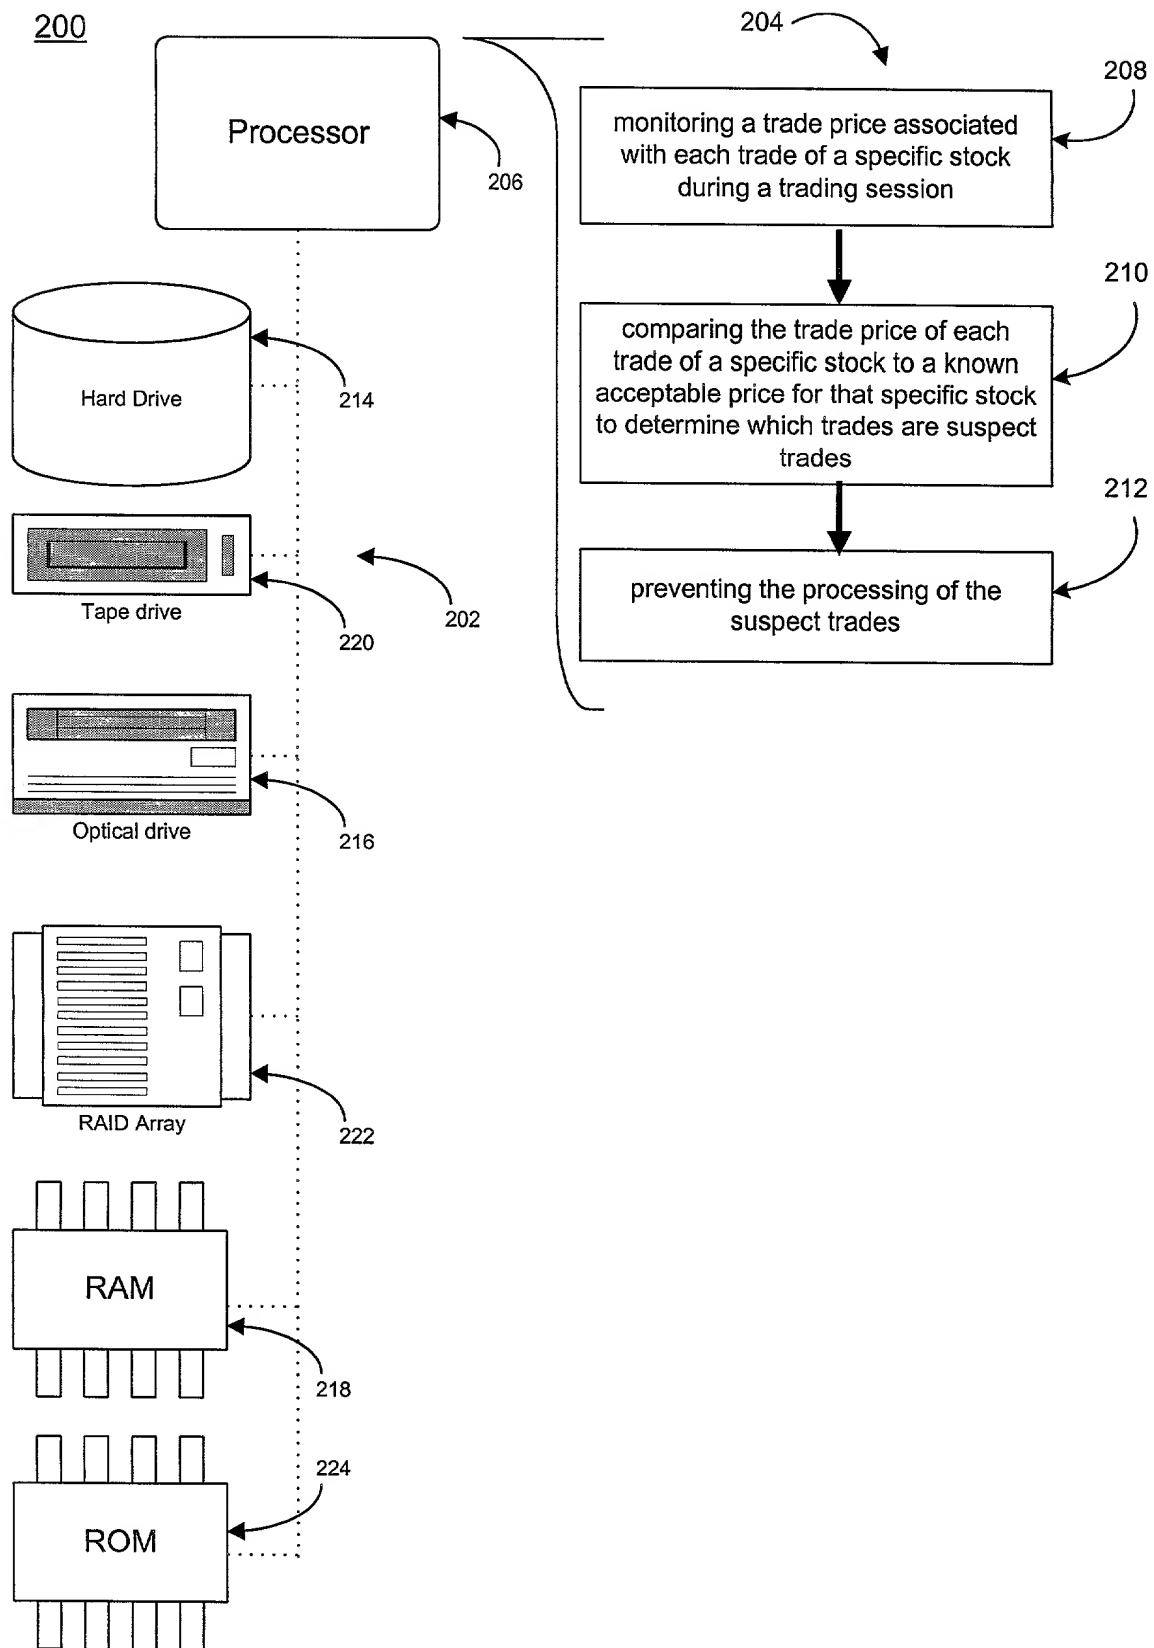 200
Processor
206
204
208
monitoring a trade price associated
with each trade of a specific stock
during a trading session
210
comparing the trade price of each
trade of a specific stock to a known
acceptable price for that specific stock
to determine which trades are suspect
trades
212
preventing the processing of the
suspect trades
Hard Drive
214
202
Tape drive
220
Optical drive
216
RAID Array
222
RAM
218
224
ROM